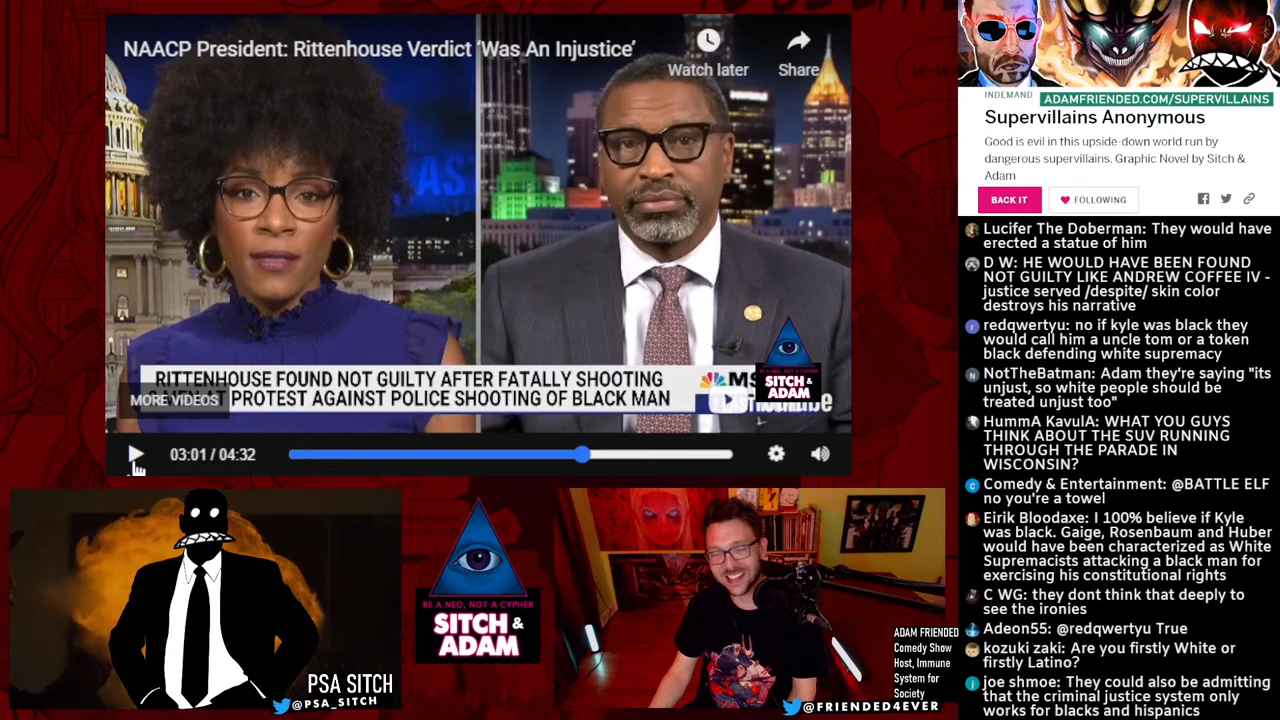 NAACP President: Rittenhouse Verdict 'Was An Injustice'
Watch later
Share
RITTENHOUSE FOUND NOT GUILTY AFTER FATALLY SHOOTING
PROTEST AGAINST POLICE SHOOTING OF BLACK MAN
MORE VIDEOS
MS
BE A NEO, NOT A CYPHER
SITCH &
ADAM
03:01 / 04:32
INDEMAND
ADAMFRIENDED.COM/SUPERVILLAINS
Supervillains Anonymous
Good is evil in this upside-down world run by
dangerous supervillains. Graphic Novel by Sitch &
Adam
BACK IT
FOLLOWING
Lucifer The Doberman: They would have
erected a statue of him
D W: HE WOULD HAVE BEEN FOUND
NOT GUILTY LIKE ANDREW COFFEE IV -
justice served /despite/ skin color
destroys his narrative
redqwertyu: no if kyle was black they
would call him a uncle tom or a token
black defending white supremacy
NotTheBatman: Adam they're saying "its
unjust, so white people should be
treated unjust too"
HummA KavulA: WHAT YOU GUYS
THINK ABOUT THE SUV RUNNING
THROUGH THE PARADE IN
WISCONSIN?
Comedy & Entertainment: @BATTLE ELF
no you're a towel
Eirik Bloodaxe: I 100% believe if Kyle
was black. Gaige, Rosenbaum and Huber
would have been characterized as White
Supremacists attacking a black man for
exercising his constitutional rights
C WG: they dont think that deeply to
see the ironies
Adeon55: @redqwertyu True
kozuki zaki: Are you firstly White or
firstly Latino?
joe shmoe: They could also be admitting
that the criminal justice system only
works for blacks and hispanics
PSA SITCH
@PSA_SITCH
BE A NEO, NOT A CYPHER
SITCH &
ADAM
ADAM FRIENDED
Comedy Show
Host, Immune
System for
Society
@FRIENDED4EVER